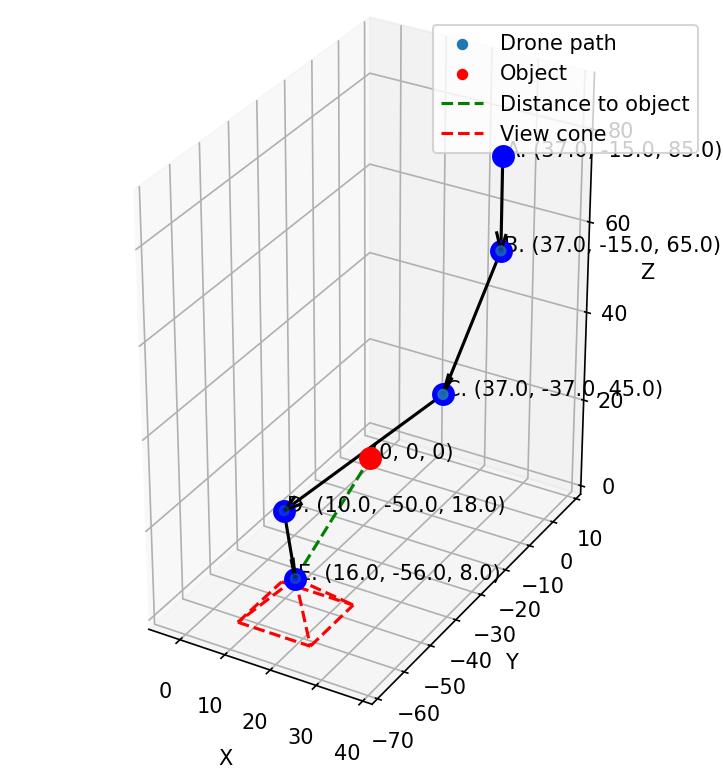 Drone path
Object
Distance to object
View cone
A. (37.0, -15.0, 85.0)
B. (37.0, -15.0, 65.0)
C. (37.0, -37.0, 45.0)
(0, 0, 0)
D. (10.0, -50.0, 18.0)
E. (16.0, -56.0, 8.0)
80
60
Z
40
20
0
10
0
−10
−20
−30
−40
Y
−50
−60
−70
0
10
20
30
40
X